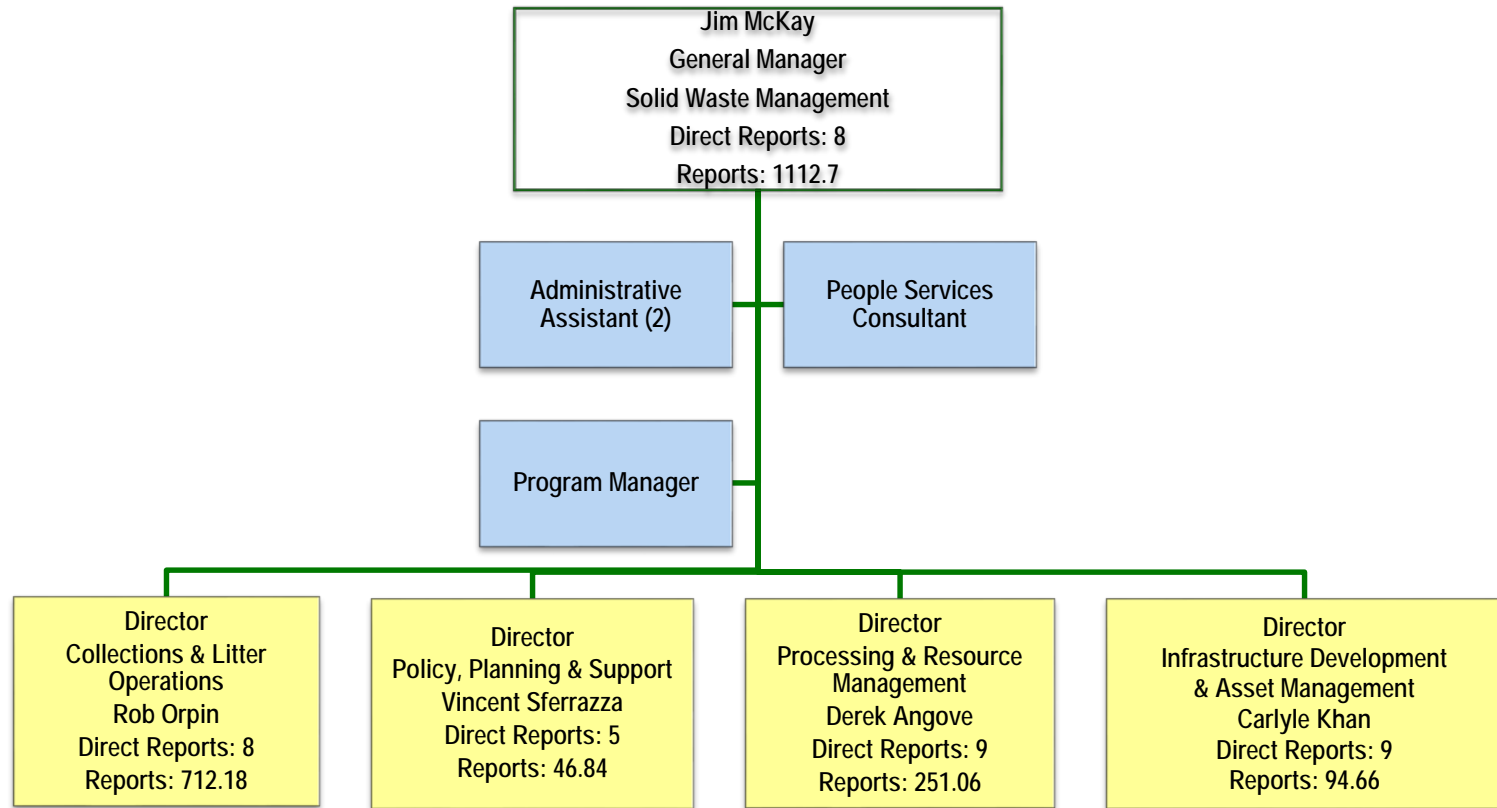 Jim McKay
General Manager
Solid Waste Management
Direct Reports: 8
Reports: 1112.7
Administrative
Assistant (2)
People Services
Consultant
Program Manager
Director
Collections & Litter
Operations
Rob Orpin
Direct Reports: 8
Reports: 712.18
Director
Policy, Planning & Support
Vincent Sferrazza
Direct Reports: 5
Reports: 46.84
Director
Processing & Resource
Management
Derek Angove
Direct Reports: 9
Reports: 251.06
Director
Infrastructure Development
& Asset Management
Carlyle Khan
Direct Reports: 9
Reports: 94.66